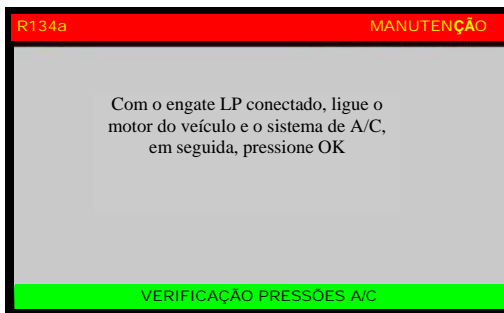 R134a MANUTENÇÃO
Com o engate LP conectado, ligue o
motor do veículo e o sistema de A/C,
em seguida, pressione OK
VERIFICAÇÃO PRESSÕES A/C